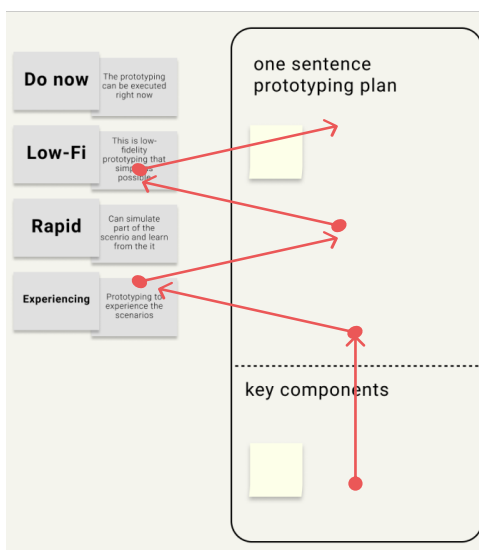 Do now
The prototyping
can be executed
right now
Low-Fi
This is low-
fidelity
prototyping that
possible
Rapid
Can simulate
part of the
scenrio and learn
from the it
Experiencing
Prototyping to
experience the
scenarios
one sentence
prototyping plan
key components